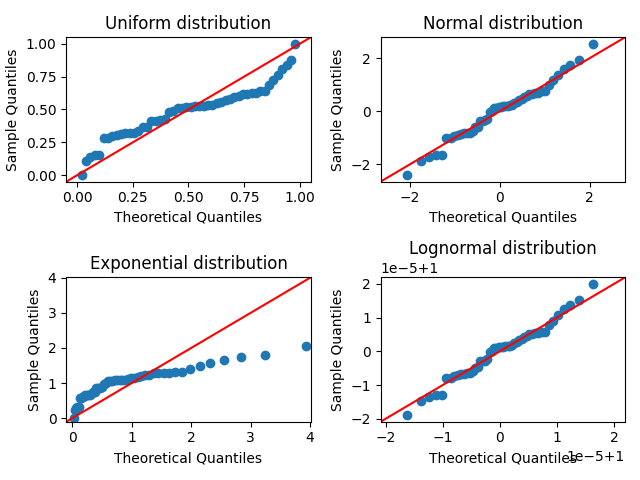 Uniform distribution
1.00
0.75
0.50
0.25
0.00
Sample Quantiles
0.00 0.25 0.50 0.75 1.00
Theoretical Quantiles
Normal distribution
2
0
−2
Sample Quantiles
−2 0 2
Theoretical Quantiles
Exponential distribution
4
3
2
1
0
Sample Quantiles
0 1 2 3 4
Theoretical Quantiles
Lognormal distribution
1e−5+1
2
1
0
−1
−2
Sample Quantiles
−2 −1 0 1 2
Theoretical Quantiles
1e−5+1